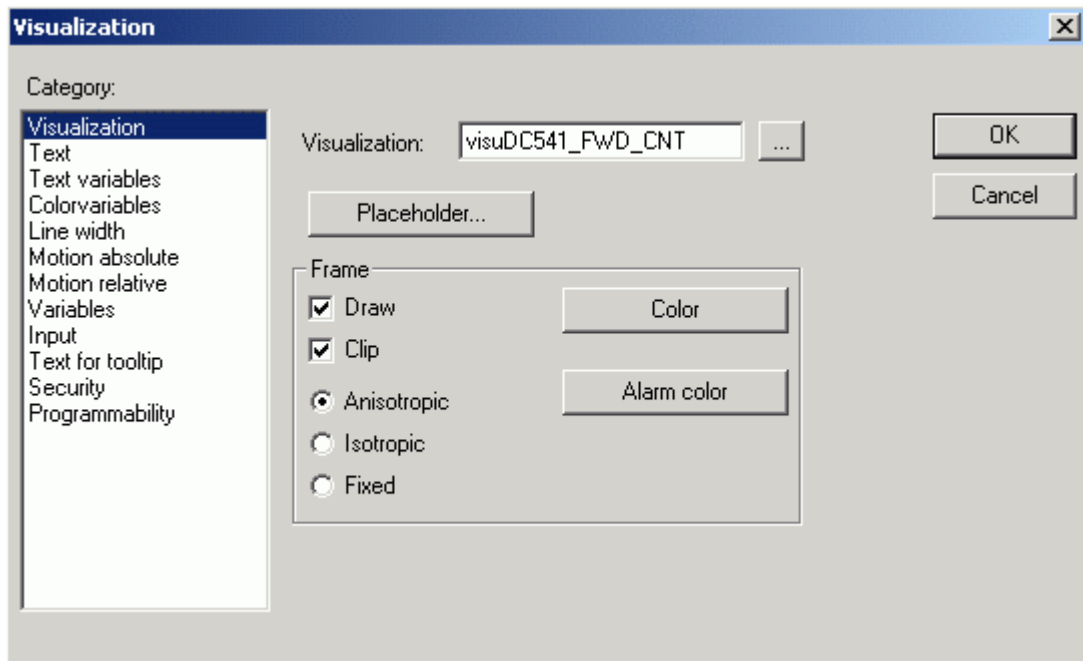 Visualization
Category:
Visualization
Text
Text variables
Colorvariables
Line width
Motion absolute
Motion relative
Variables
Input
Text for tooltip
Security
Programmability
Visualization:
visuDC541_FWD_CNT
...
Placeholder...
Frame
Draw
Clip
Anisotropic
Isotropic
Fixed
Color
Alarm color
OK
Cancel